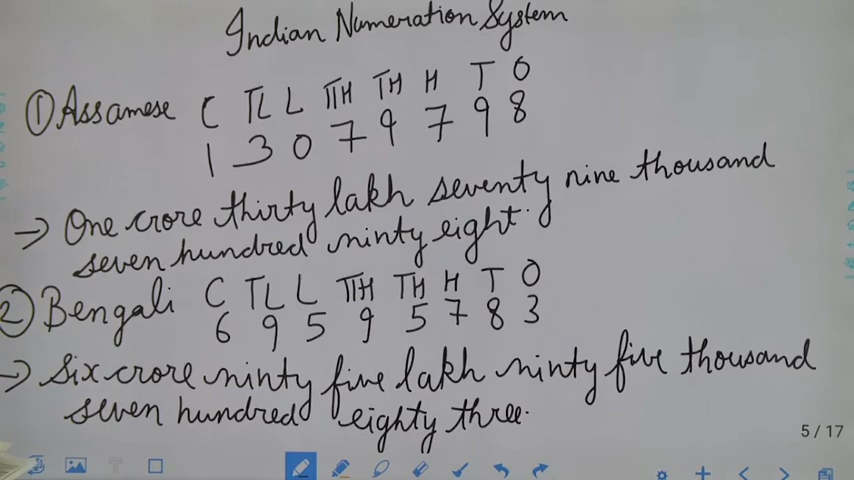 Indian Numeration System
① Assamese C TL L TTH TH H T O
1 3 0 7 9 7 9 8
→ One crore thirty lakh seventy nine thousand
seven hundred ninty eight.
② Bengali C TL L TTH TH H T O
6 9 5 9 5 7 8 3
→ Six crore ninty five lakh ninty five thousand
seven hundred eighty three.
5 / 17